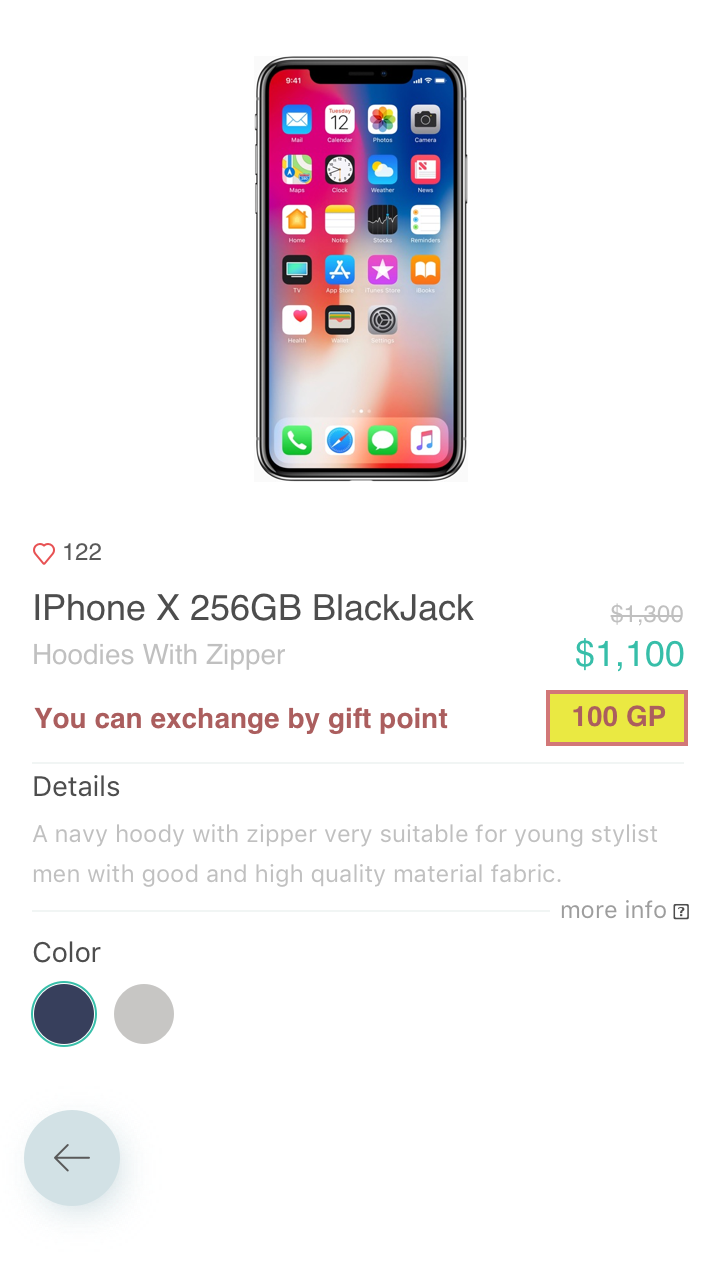 9:41
Tuesday
12
Mail Calendar Photos Camera
Maps Clock Weather News
Home Notes Stocks Reminders
TV App Store iTunes Store iBooks
Health Wallet Settings
122
IPhone X 256GB BlackJack
$1,300
Hoodies With Zipper
$1,100
You can exchange by gift point
100 GP
Details
A navy hoody with zipper very suitable for young stylist
men with good and high quality material fabric.
more info ?
Color